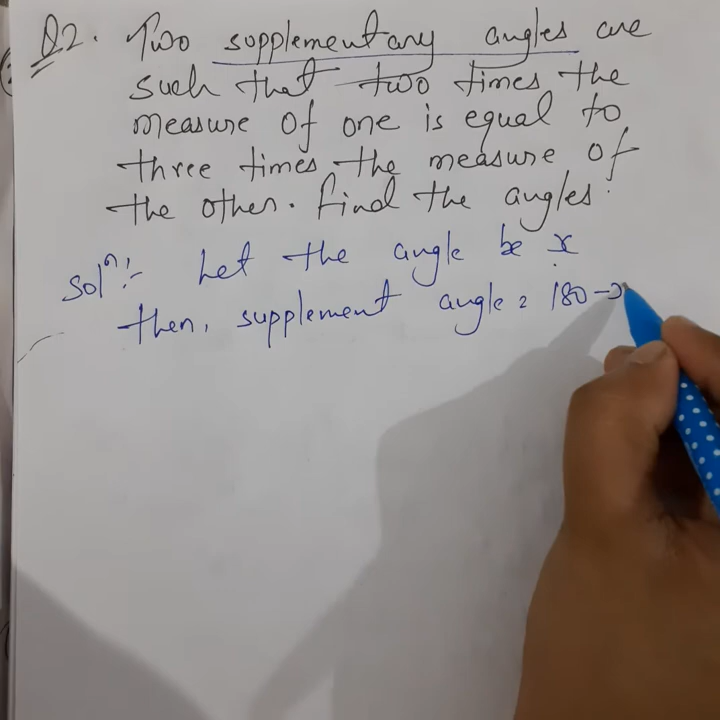 Q2. Two supplementary angles are
such that two times the
measure of one is equal to
three times the measure of
the other. find the angles.
Solⁿ:- Let the angle be x
then, supplement angle = 180-x